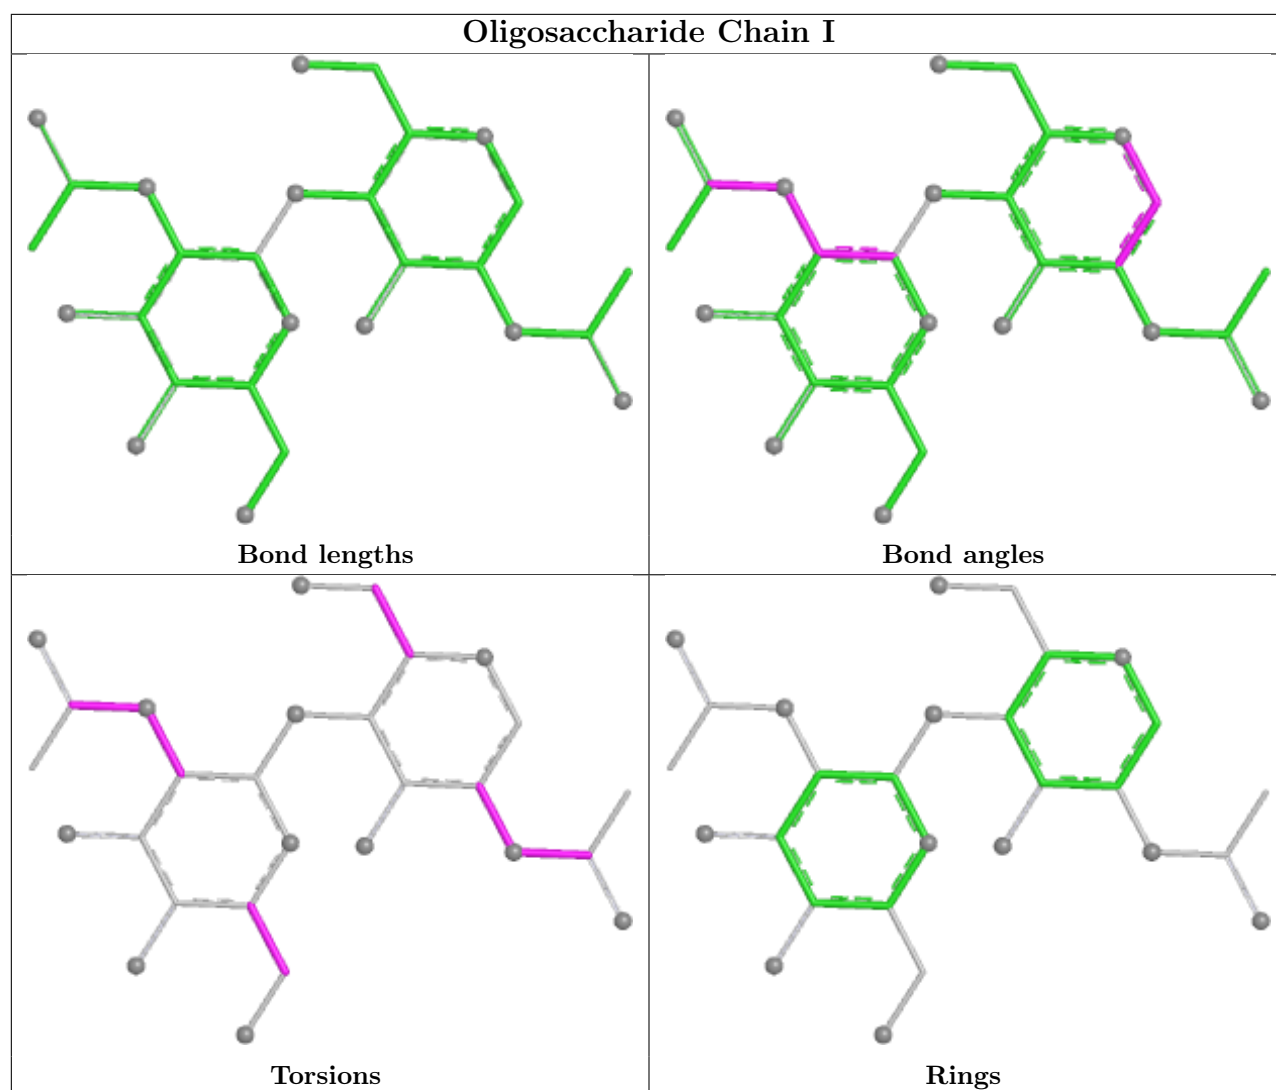 Oligosaccharide Chain I
Bond lengths
Bond angles
Torsions
Rings